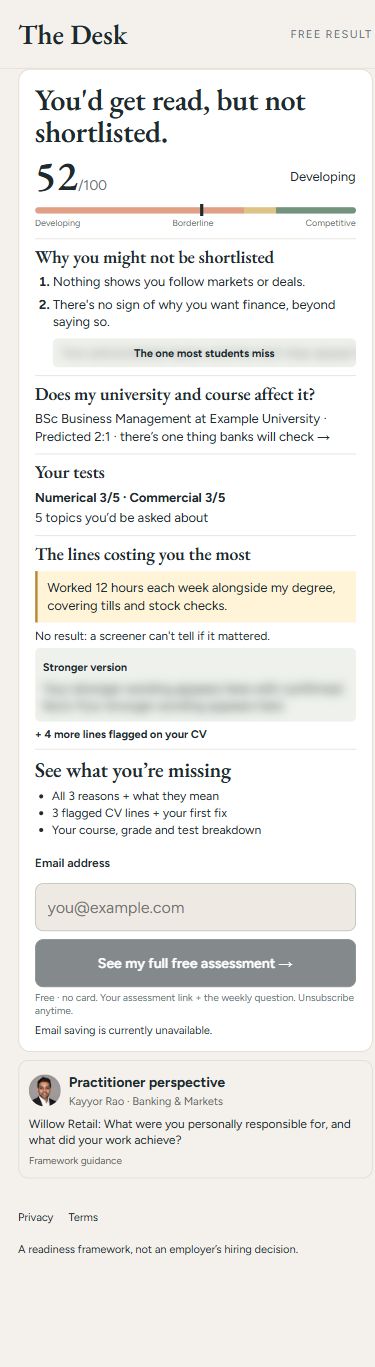 The Desk
FREE RESULT
You'd get read, but not
shortlisted.
52/100
Developing
Developing
Borderline
Competitive
Why you might not be shortlisted
1. Nothing shows you follow markets or deals.
2. There's no sign of why you want finance, beyond
saying so.
The one most students miss
Does my university and course affect it?
BSc Business Management at Example University ·
Predicted 2:1 · there’s one thing banks will check →
Your tests
Numerical 3/5 · Commercial 3/5
5 topics you’d be asked about
The lines costing you the most
Worked 12 hours each week alongside my degree,
covering tills and stock checks.
No result: a screener can't tell if it mattered.
Stronger version
+ 4 more lines flagged on your CV
See what you’re missing
• All 3 reasons + what they mean
• 3 flagged CV lines + your first fix
• Your course, grade and test breakdown
Email address
you@example.com
See my full free assessment →
Free · no card. Your assessment link + the weekly question. Unsubscribe
anytime.
Email saving is currently unavailable.
Practitioner perspective
Kayyor Rao · Banking & Markets
Willow Retail: What were you personally responsible for, and
what did your work achieve?
Framework guidance
Privacy
Terms
A readiness framework, not an employer’s hiring decision.